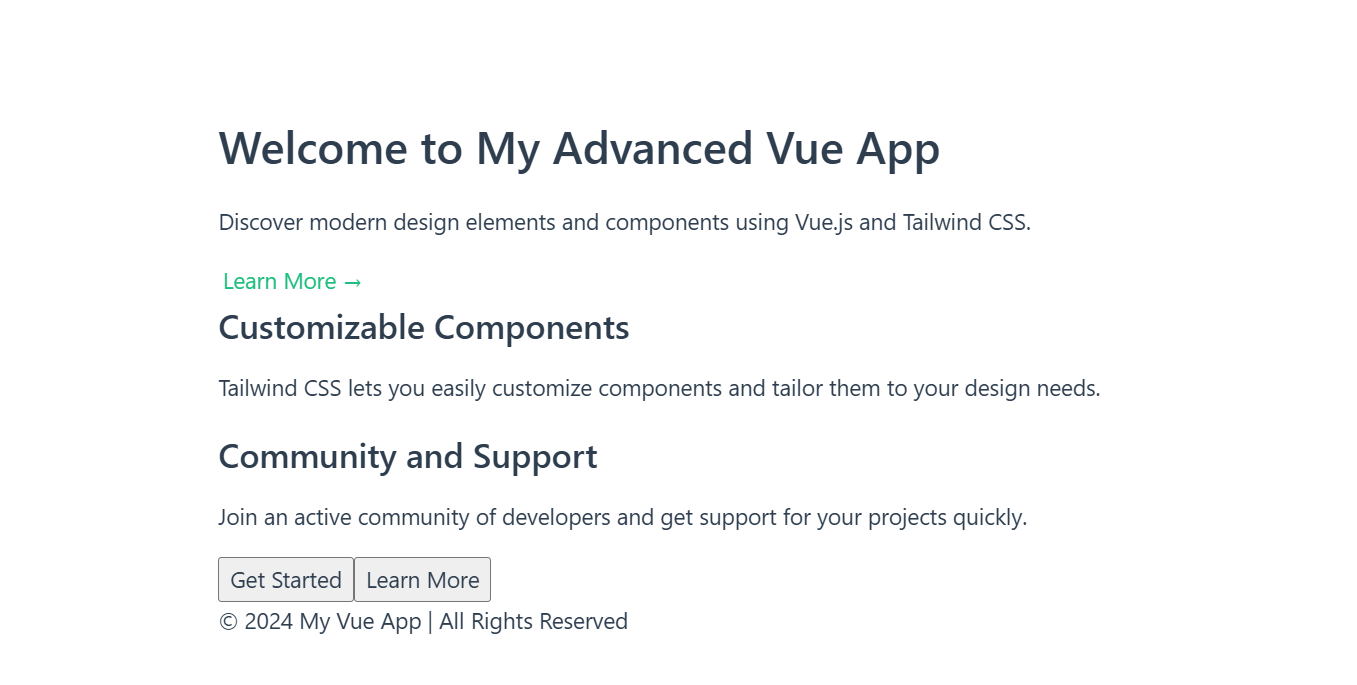 Welcome to My Advanced Vue App
Discover modern design elements and components using Vue.js and Tailwind CSS.
Learn More →
Customizable Components
Tailwind CSS lets you easily customize components and tailor them to your design needs.
Community and Support
Join an active community of developers and get support for your projects quickly.
Get Started Learn More
© 2024 My Vue App | All Rights Reserved